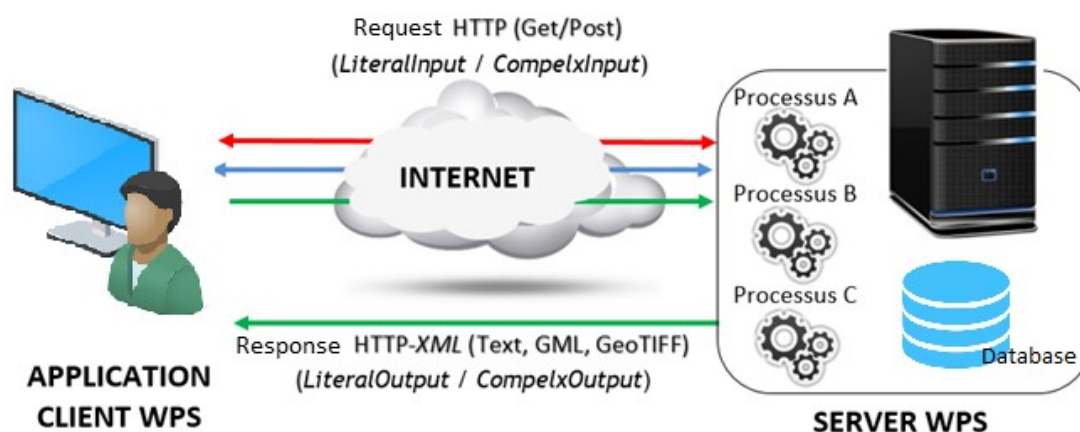 Request HTTP (Get/Post)
(LiteralInput / CompelxInput)
INTERNET
Processus A
Processus B
Processus C
Database
Response HTTP-XML (Text, GML, GeoTIFF)
(LiteralOutput / CompelxOutput)
APPLICATION
CLIENT WPS
SERVER WPS